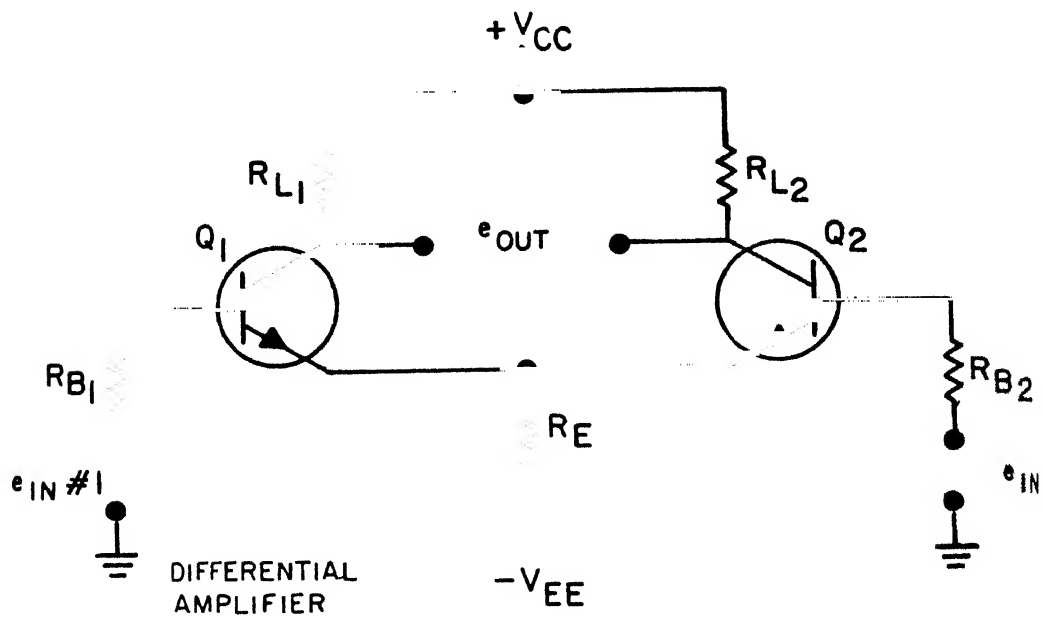 +VCC
RL1
RL2
Q1
eOUT
Q2
RB1
RB2
RE
eIN #1
eIN
DIFFERENTIAL
AMPLIFIER
-VEE